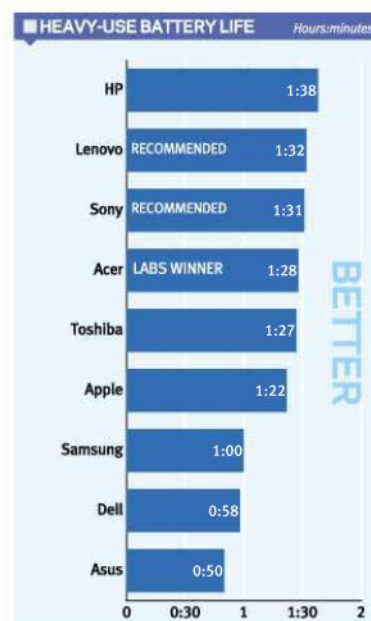 HEAVY-USE BATTERY LIFE Hours:minutes
HP 1:38
Lenovo RECOMMENDED 1:32
Sony RECOMMENDED 1:31
Acer LABS WINNER 1:28
Toshiba 1:27
Apple 1:22
Samsung 1:00
Dell 0:58
Asus 0:50
0 0:30 1 1:30 2
BETTER